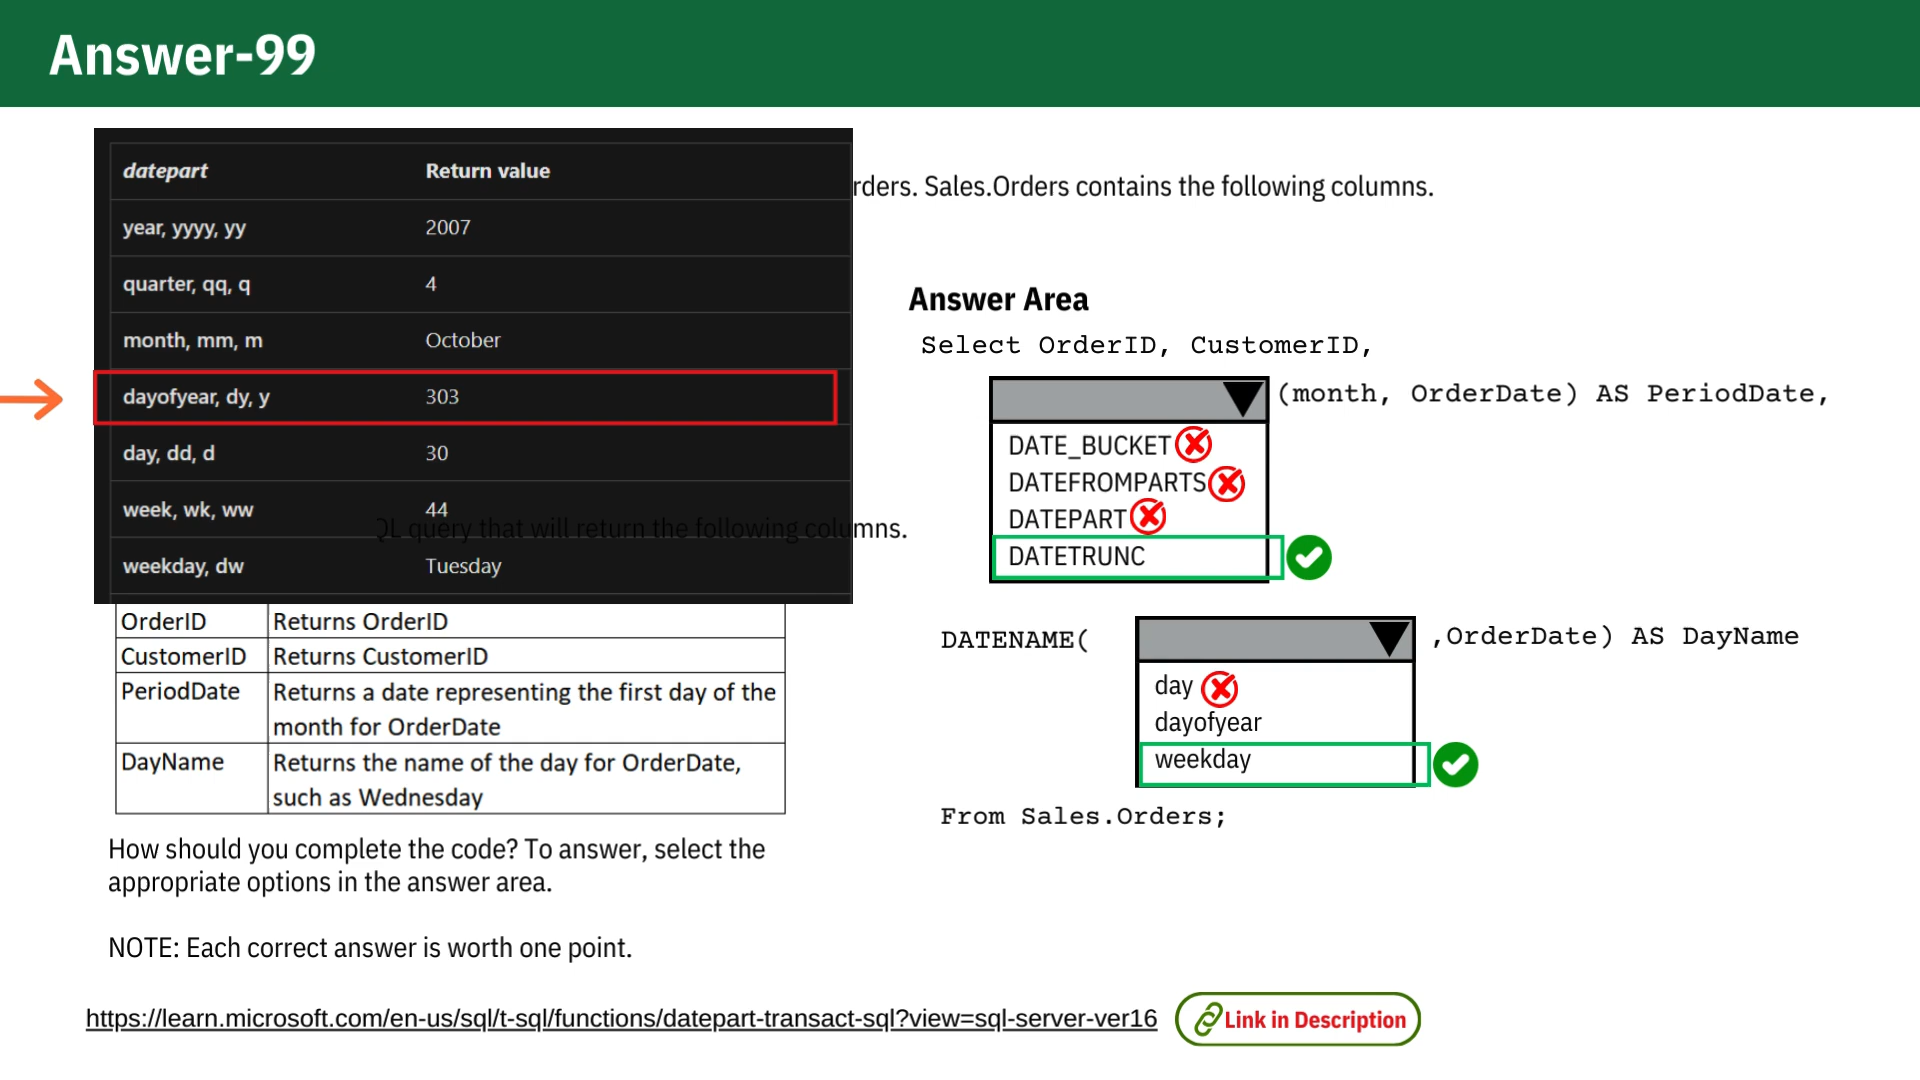 Answer-99
datepart Return value
year, yyyy, yy 2007
quarter, qq, q 4
month, mm, m October
dayofyear, dy, y 303
day, dd, d 30
week, wk, ww 44
weekday, dw Tuesday
rders. Sales.Orders contains the following columns.
QL query that will return the following columns.
OrderID Returns OrderID
CustomerID Returns CustomerID
PeriodDate Returns a date representing the first day of the
month for OrderDate
DayName Returns the name of the day for OrderDate,
such as Wednesday
How should you complete the code? To answer, select the
appropriate options in the answer area.
NOTE: Each correct answer is worth one point.
Answer Area
Select OrderID, CustomerID,
(month, OrderDate) AS PeriodDate,
DATE_BUCKET
DATEFROMPARTS
DATEPART
DATETRUNC
DATENAME( ,OrderDate) AS DayName
day
dayofyear
weekday
From Sales.Orders;
https://learn.microsoft.com/en-us/sql/t-sql/functions/datepart-transact-sql?view=sql-server-ver16
Link in Description